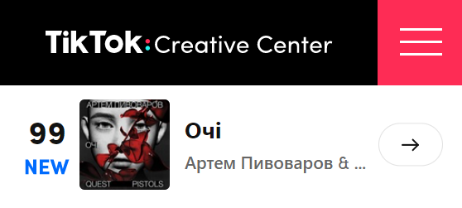 TikTok: Creative Center
99
NEW
АРТЕМ ПИВОВАРОВ
ОЧІ
QUEST PISTOLS
Очі
Артем Пивоваров & ...